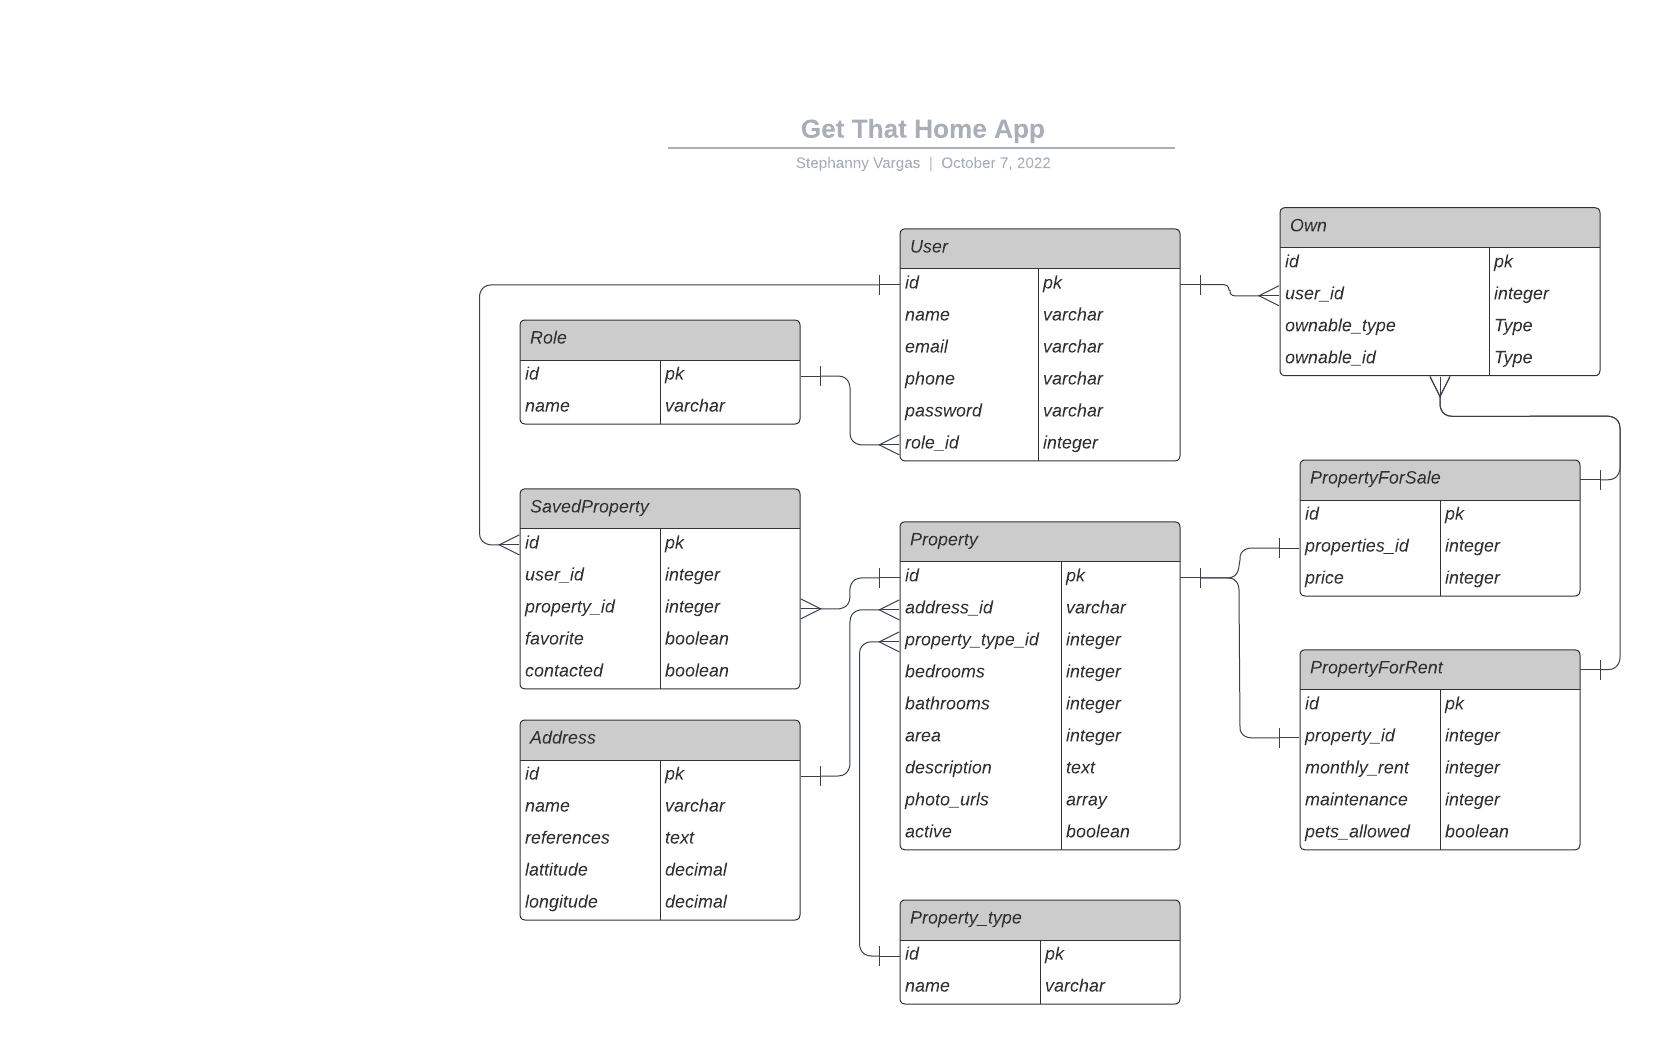 Get That Home App
Stephanny Vargas | October 7, 2022
User
id pk
name varchar
email varchar
phone varchar
password varchar
role_id integer
Own
id pk
user_id integer
ownable_type Type
ownable_id Type
Role
id pk
name varchar
SavedProperty
id pk
user_id integer
property_id integer
favorite boolean
contacted boolean
Property
id pk
address_id varchar
property_type_id integer
bedrooms integer
bathrooms integer
area integer
description text
photo_urls array
active boolean
PropertyForSale
id pk
properties_id integer
price integer
PropertyForRent
id pk
property_id integer
monthly_rent integer
maintenance integer
pets_allowed boolean
Address
id pk
name varchar
references text
lattitude decimal
longitude decimal
Property_type
id pk
name varchar